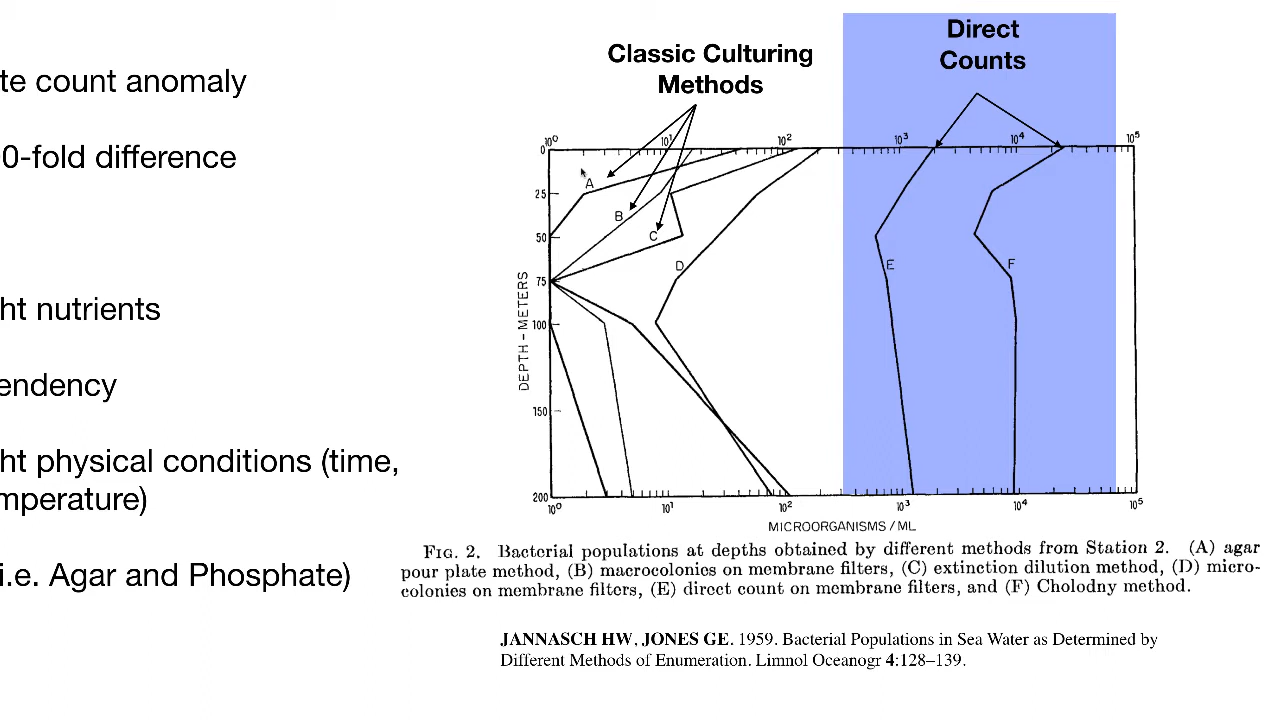 te count anomaly
0-fold difference
ht nutrients
endency
ht physical conditions (time,
mperature)
i.e. Agar and Phosphate)
Classic Culturing
Methods
Direct
Counts
10⁰ 10¹ 10² 10³ 10⁴ 10⁵
0
25
50
75
100
150
200
DEPTH - METERS
A
B
C
D
E
F
10⁰ 10¹ 10² 10³ 10⁴ 10⁵
MICROORGANISMS / ML
FIG. 2. Bacterial populations at depths obtained by different methods from Station 2. (A) agar
pour plate method, (B) macrocolonies on membrane filters, (C) extinction dilution method, (D) micro-
colonies on membrane filters, (E) direct count on membrane filters, and (F) Cholodny method.
JANNASCH HW, JONES GE. 1959. Bacterial Populations in Sea Water as Determined by
Different Methods of Enumeration. Limnol Oceanogr 4:128–139.